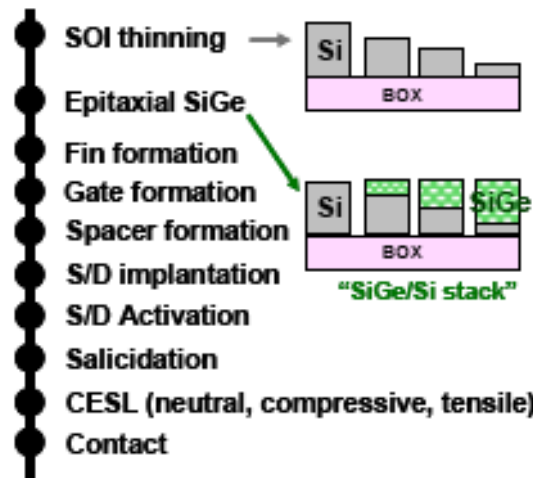 SOI thinning
Si
BOX
Epitaxial SiGe
Fin formation
Gate formation
Si
SiGe
Spacer formation
BOX
S/D implantation
“SiGe/Si stack”
S/D Activation
Salicidation
CESL (neutral, compressive, tensile)
Contact